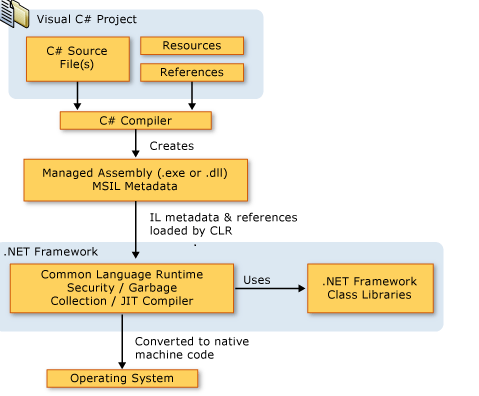 Visual C# Project
C# Source
File(s)
Resources
References
C# Compiler
Creates
Managed Assembly (.exe or .dll)
MSIL Metadata
IL metadata & references
loaded by CLR
.NET Framework
Common Language Runtime
Security / Garbage
Collection / JIT Compiler
Uses
.NET Framework
Class Libraries
Converted to native
machine code
Operating System